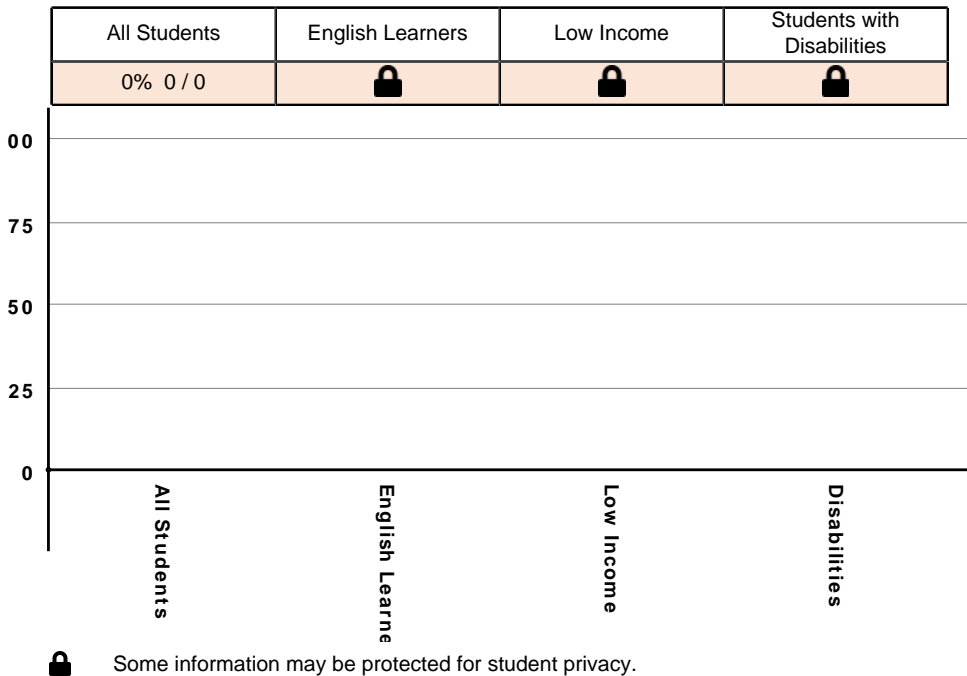 All Students
English Learners
Low Income
Students with
Disabilities
0% 0 / 0
00
75
50
25
0
All Students
English Learne
Low Income
Disabilities
Some information may be protected for student privacy.